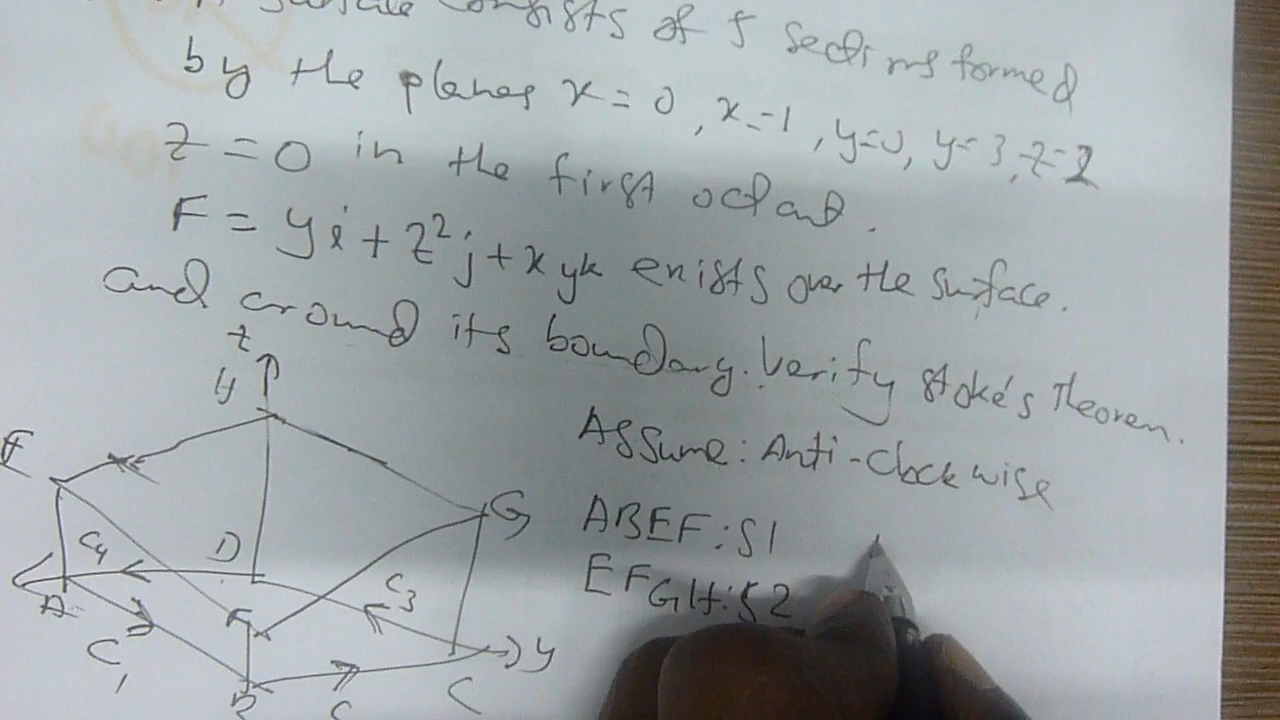 surface consists of 5 sections formed
by the planes x=0, x=1, y=0, y=3, z=2
z=0 in the first octant.
F = yi + z²j + xyk exists over the surface.
and around its boundary. Verify stoke's Theorem.
Assume: Anti-clockwise
ABEF: S1
EFGH: S2
z
H
E
G
D
C4
F
C3
A
C1
y
B
C
C